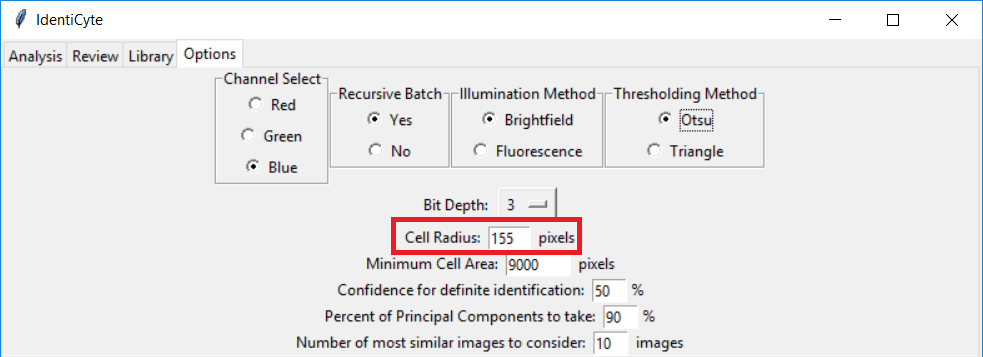 IdentiCyte
Analysis Review Library Options
Channel Select
Red
Green
Blue
Recursive Batch
Yes
No
Illumination Method
Brightfield
Fluorescence
Thresholding Method
Otsu
Triangle
Bit Depth: 3
Cell Radius: 155 pixels
Minimum Cell Area: 9000 pixels
Confidence for definite identification: 50 %
Percent of Principal Components to take: 90 %
Number of most similar images to consider: 10 images